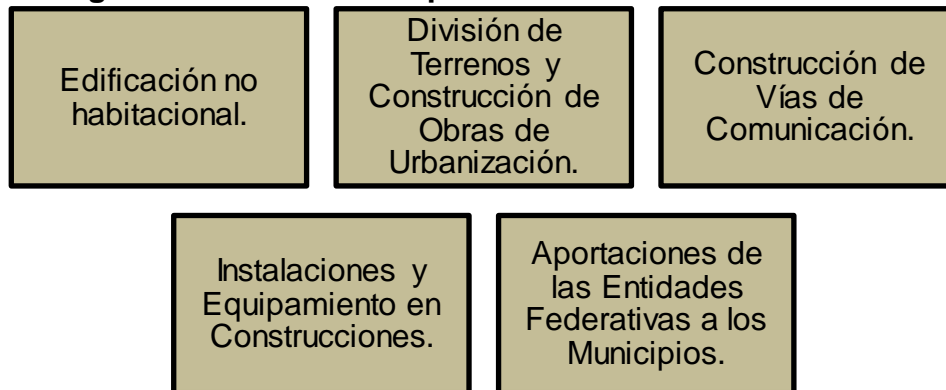 Edificación no
habitacional.
División de
Terrenos y
Construcción de
Obras de
Urbanización.
Construcción de
Vías de
Comunicación.
Instalaciones y
Equipamiento en
Construcciones.
Aportaciones de
las Entidades
Federativas a los
Municipios.